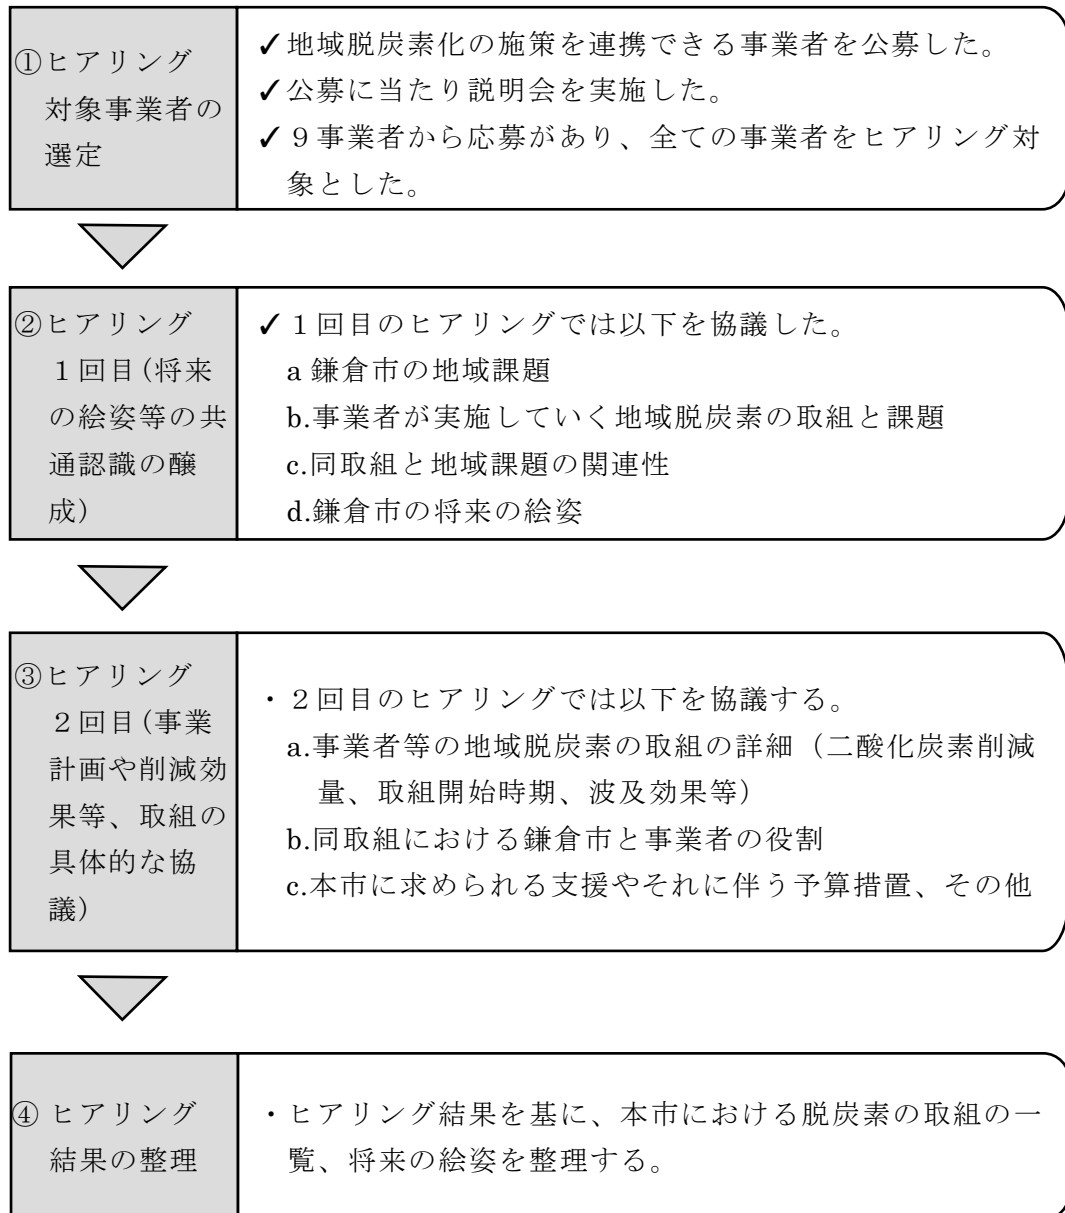 ①ヒアリング
対象事業者の
選定
✓地域脱炭素化の施策を連携できる事業者を公募した。
✓公募に当たり説明会を実施した。
✓９事業者から応募があり、全ての事業者をヒアリング対
象とした。
②ヒアリング
１回目(将来
の絵姿等の共
通認識の醸
成)
✓１回目のヒアリングでは以下を協議した。
a 鎌倉市の地域課題
b.事業者が実施していく地域脱炭素の取組と課題
c.同取組と地域課題の関連性
d.鎌倉市の将来の絵姿
③ヒアリング
２回目(事業
計画や削減効
果等、取組の
具体的な協
議)
・２回目のヒアリングでは以下を協議する。
a.事業者等の地域脱炭素の取組の詳細（二酸化炭素削減
量、取組開始時期、波及効果等）
b.同取組における鎌倉市と事業者の役割
c.本市に求められる支援やそれに伴う予算措置、その他
④ ヒアリング
結果の整理
・ヒアリング結果を基に、本市における脱炭素の取組の一
覧、将来の絵姿を整理する。